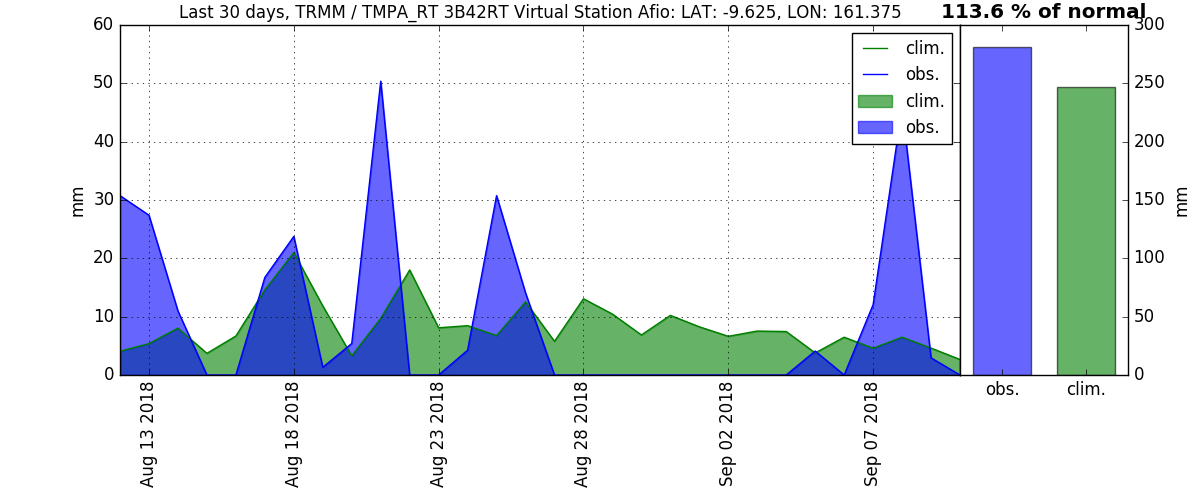 Last 30 days, TRMM / TMPA_RT 3B42RT Virtual Station Afio: LAT: -9.625, LON: 161.375
113.6 % of normal
60
50
40
30
20
10
0
mm
clim.
obs.
clim.
obs.
300
250
200
150
100
50
0
mm
Aug 13 2018
Aug 18 2018
Aug 23 2018
Aug 28 2018
Sep 02 2018
Sep 07 2018
obs.
clim.